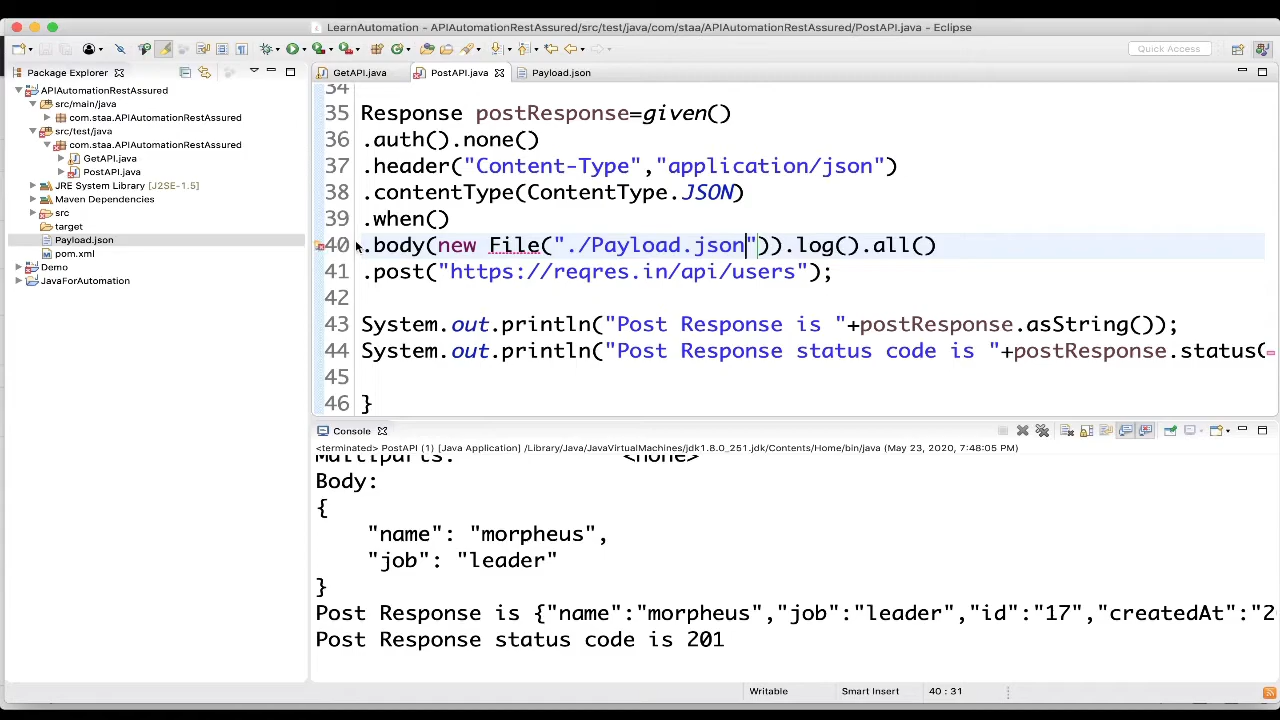 LearnAutomation - APIAutomationRestAssured/src/test/java/com/staa/APIAutomationRestAssured/PostAPI.java - Eclipse
Quick Access
Package Explorer
GetAPI.java
PostAPI.java
Payload.json
APIAutomationRestAssured
src/main/java
com.staa.APIAutomationRestAssured
src/test/java
com.staa.APIAutomationRestAssured
GetAPI.java
PostAPI.java
JRE System Library [J2SE-1.5]
Maven Dependencies
src
target
Payload.json
pom.xml
Demo
JavaForAutomation
34
35 Response postResponse=given()
36 .auth().none()
37 .header("Content-Type","application/json")
38 .contentType(ContentType.JSON)
39 .when()
40 .body(new File("./Payload.json")).log().all()
41 .post("https://reqres.in/api/users");
42
43 System.out.println("Post Response is "+postResponse.asString());
44 System.out.println("Post Response status code is "+postResponse.status(
45
46 }
Console
<terminated> PostAPI (1) [Java Application] /Library/Java/JavaVirtualMachines/jdk1.8.0_251.jdk/Contents/Home/bin/java (May 23, 2020, 7:48:05 PM)
Multiparts: <none>
Body:
{
"name": "morpheus",
"job": "leader"
}
Post Response is {"name":"morpheus","job":"leader","id":"17","createdAt":"2
Post Response status code is 201
Writable
Smart Insert
40 : 31